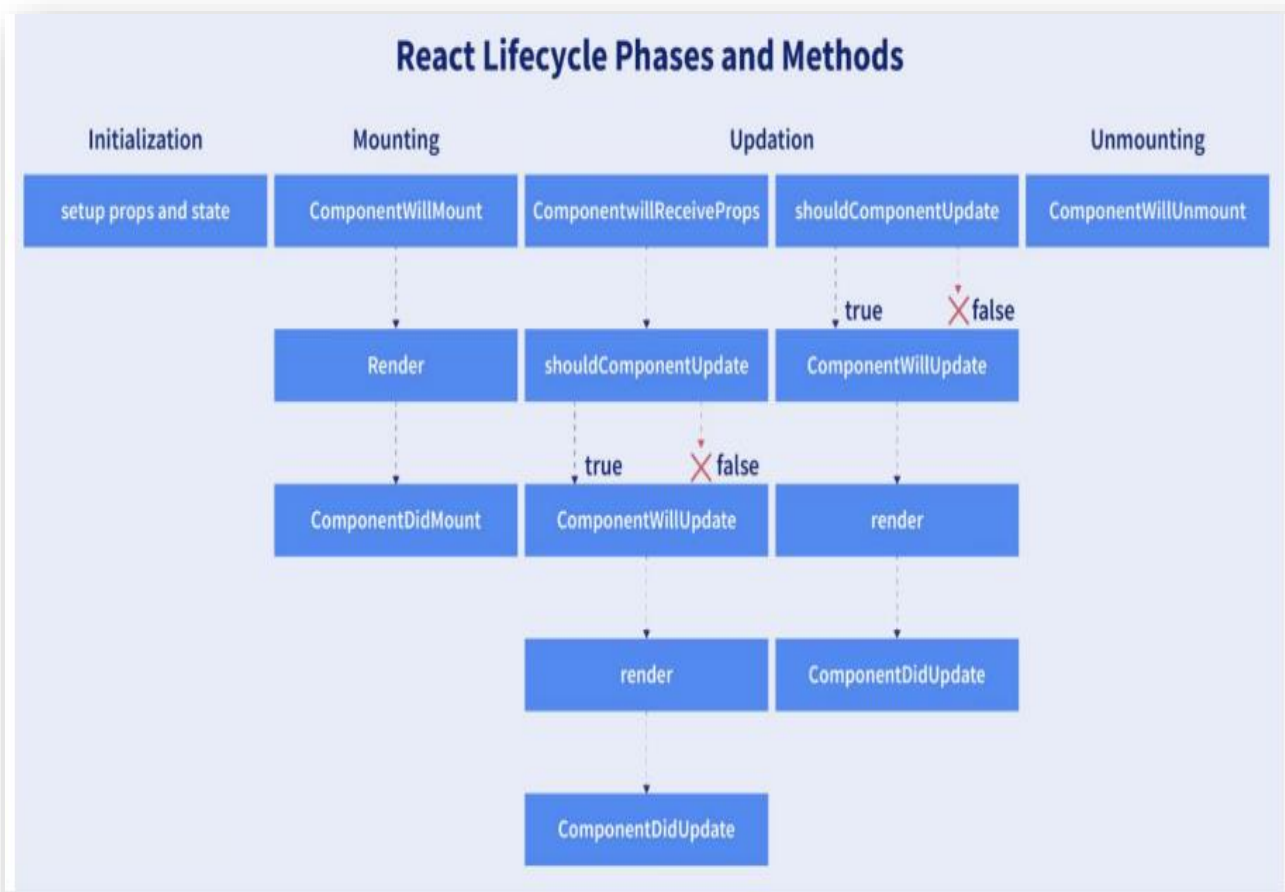 React Lifecycle Phases and Methods
Initialization Mounting Updation Unmounting
setup props and state ComponentWillMount ComponentwillReceiveProps shouldComponentUpdate ComponentWillUnmount
true false
Render shouldComponentUpdate ComponentWillUpdate
true false
ComponentDidMount ComponentWillUpdate render
render ComponentDidUpdate
ComponentDidUpdate